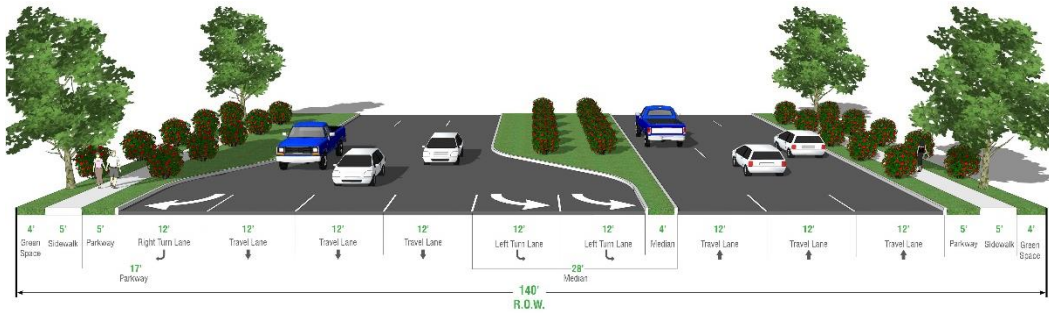 4' 5' 5' 12' 12' 12' 12' 12' 12' 4' 12' 12' 12' 5' 5' 4'
Green Space Sidewalk Parkway Right Turn Lane Travel Lane Travel Lane Travel Lane Left Turn Lane Left Turn Lane Median Travel Lane Travel Lane Travel Lane Parkway Sidewalk Green Space
17' 28'
Parkway Median
140'
R.O.W.